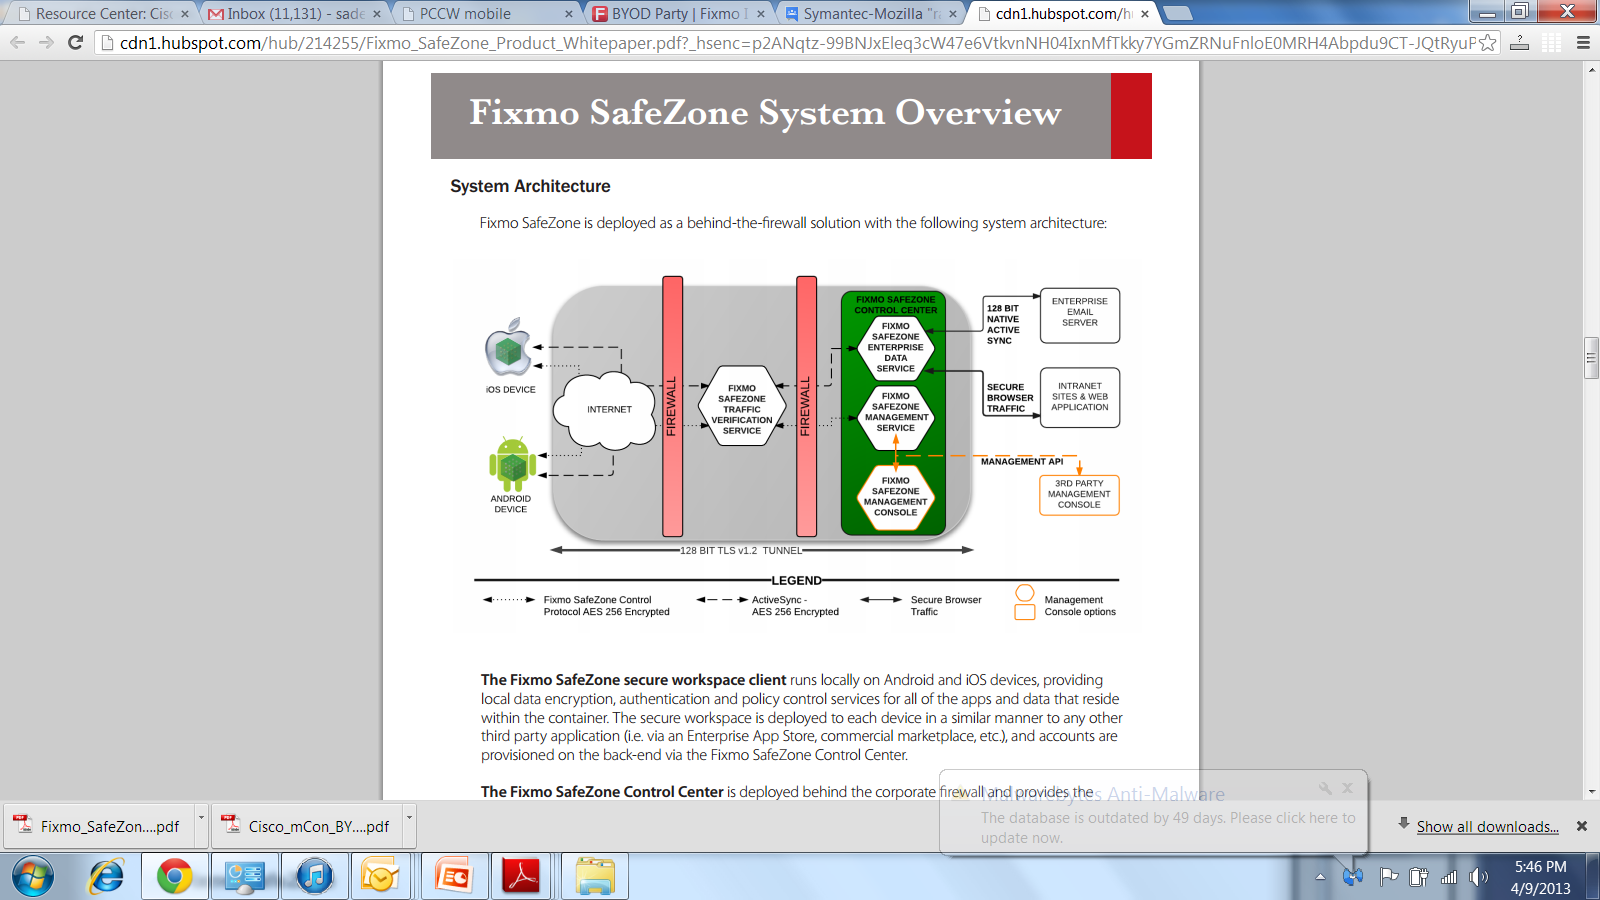 Resource Center: Cis
Inbox (11,131) - sade
PCCW mobile
BYOD Party | Fixmo I
Symantec-Mozilla "ra
cdn1.hubspot.com/h
cdn1.hubspot.com/hub/214255/Fixmo_SafeZone_Product_Whitepaper.pdf?_hsenc=p2ANqtz-99BNJxEleq3cW47e6VtkvnNH04IxnMfTkky7YGmZRNuFnloE0MRH4Abpdu9CT-JQtRyuP
Fixmo SafeZone System Overview
System Architecture
Fixmo SafeZone is deployed as a behind-the-firewall solution with the following system architecture:
iOS DEVICE
ANDROID
DEVICE
INTERNET
FIREWALL
FIXMO
SAFEZONE
TRAFFIC
VERIFICATION
SERVICE
FIREWALL
FIXMO SAFEZONE
CONTROL CENTER
FIXMO
SAFEZONE
ENTERPRISE
DATA
SERVICE
FIXMO
SAFEZONE
MANAGEMENT
SERVICE
FIXMO
SAFEZONE
MANAGEMENT
CONSOLE
128 BIT
NATIVE
ACTIVE
SYNC
SECURE
BROWSER
TRAFFIC
MANAGEMENT API
ENTERPRISE
EMAIL
SERVER
INTRANET
SITES & WEB
APPLICATION
3RD PARTY
MANAGEMENT
CONSOLE
128 BIT TLS v1.2 TUNNEL
LEGEND
Fixmo SafeZone Control
Protocol AES 256 Encrypted
ActiveSync -
AES 256 Encrypted
Secure Browser
Traffic
Management
Console options
The Fixmo SafeZone secure workspace client runs locally on Android and iOS devices, providing
local data encryption, authentication and policy control services for all of the apps and data that reside
within the container. The secure workspace is deployed to each device in a similar manner to any other
third party application (i.e. via an Enterprise App Store, commercial marketplace, etc.), and accounts are
provisioned on the back-end via the Fixmo SafeZone Control Center.
The Fixmo SafeZone Control Center is deployed behind the corporate firewall and provides the
Malwarebytes Anti-Malware
The database is outdated by 49 days. Please click here to
update now.
Fixmo_SafeZon....pdf
Cisco_mCon_BY....pdf
Show all downloads...
5:46 PM
4/9/2013